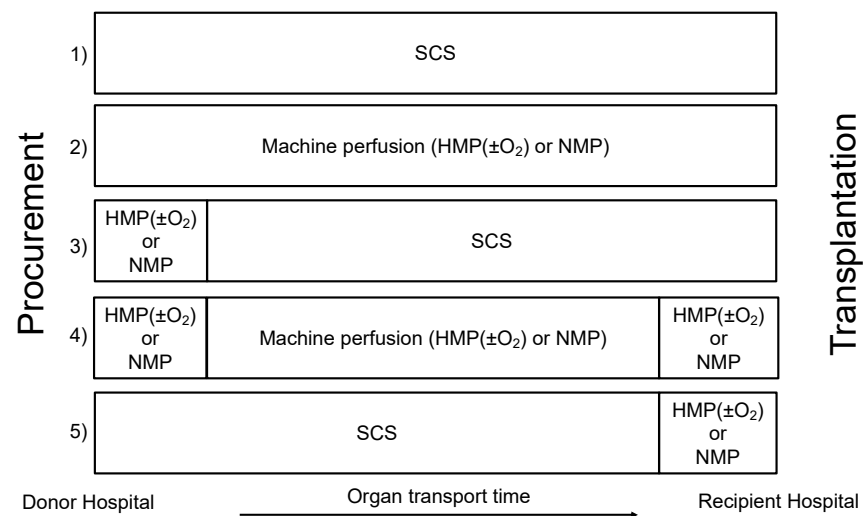 Procurement
1)
SCS
2)
Machine perfusion (HMP(±O₂) or NMP)
3)
HMP(±O₂)
or
NMP
SCS
4)
HMP(±O₂)
or
NMP
Machine perfusion (HMP(±O₂) or NMP)
HMP(±O₂)
or
NMP
5)
SCS
HMP(±O₂)
or
NMP
Transplantation
Donor Hospital
Organ transport time
Recipient Hospital